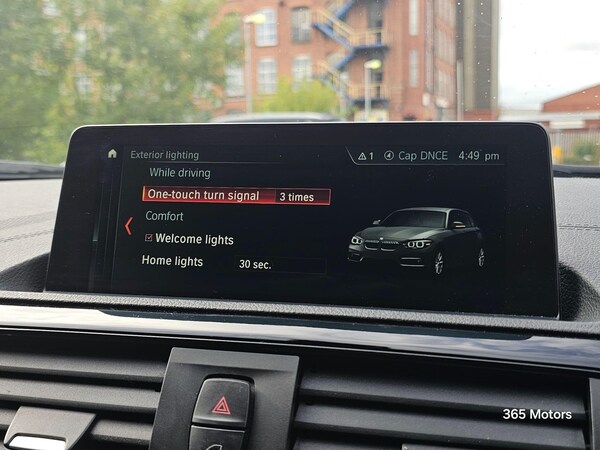 Exterior lighting
1 Cap DNCE 4:49 pm
While driving
One-touch turn signal 3 times
Comfort
Welcome lights
Home lights 30 sec.
365 Motors